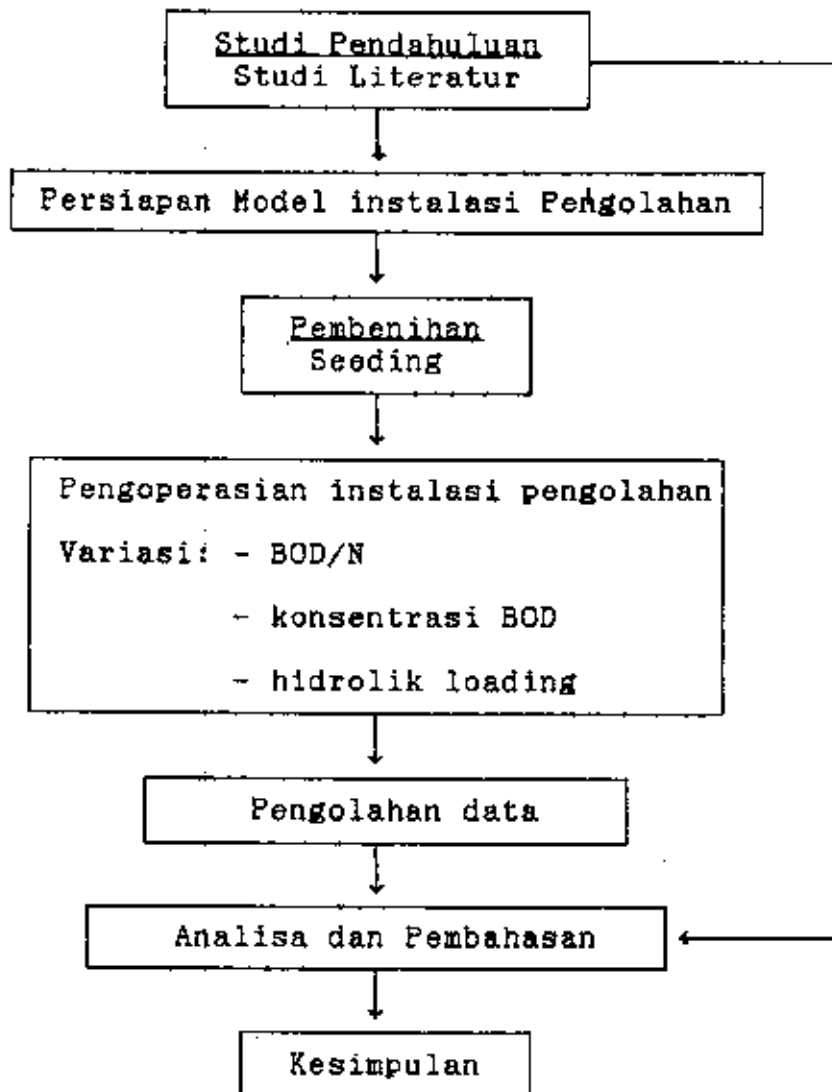 Studi Pendahuluan
Studi Literatur
Persiapan Model instalasi Pengolahan
Pembenihan
Seeding
Pengoperasian instalasi pengolahan
Variasi: - BOD/N
- konsentrasi BOD
- hidrolik loading
Pengolahan data
Analisa dan Pembahasan
Kesimpulan